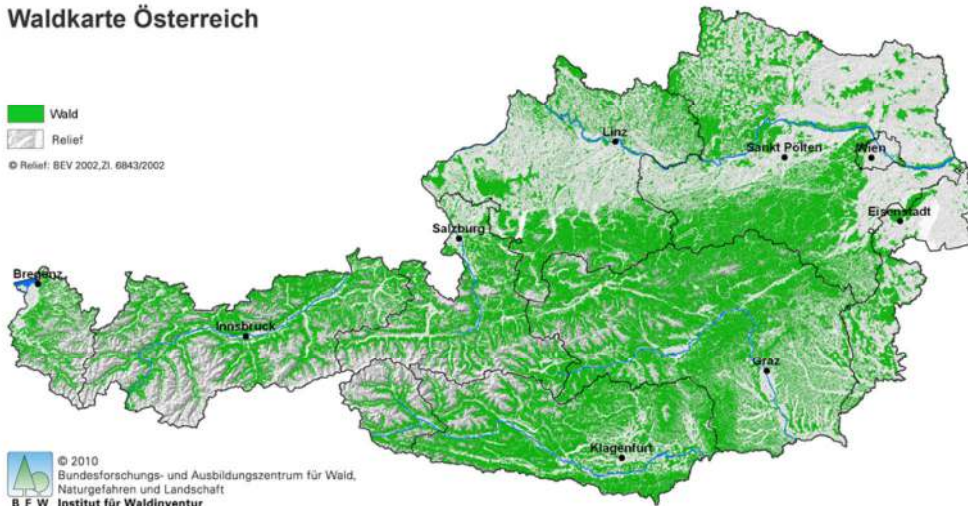 Waldkarte Österreich
Wald
Relief
© Relief: BEV 2002,Zl. 6843/2002
Linz
Sankt Pölten
Wien
Eisenstadt
Salzburg
Bregenz
Innsbruck
Graz
Klagenfurt
© 2010
Bundesforschungs- und Ausbildungszentrum für Wald,
Naturgefahren und Landschaft
B F W Institut für Waldinventur